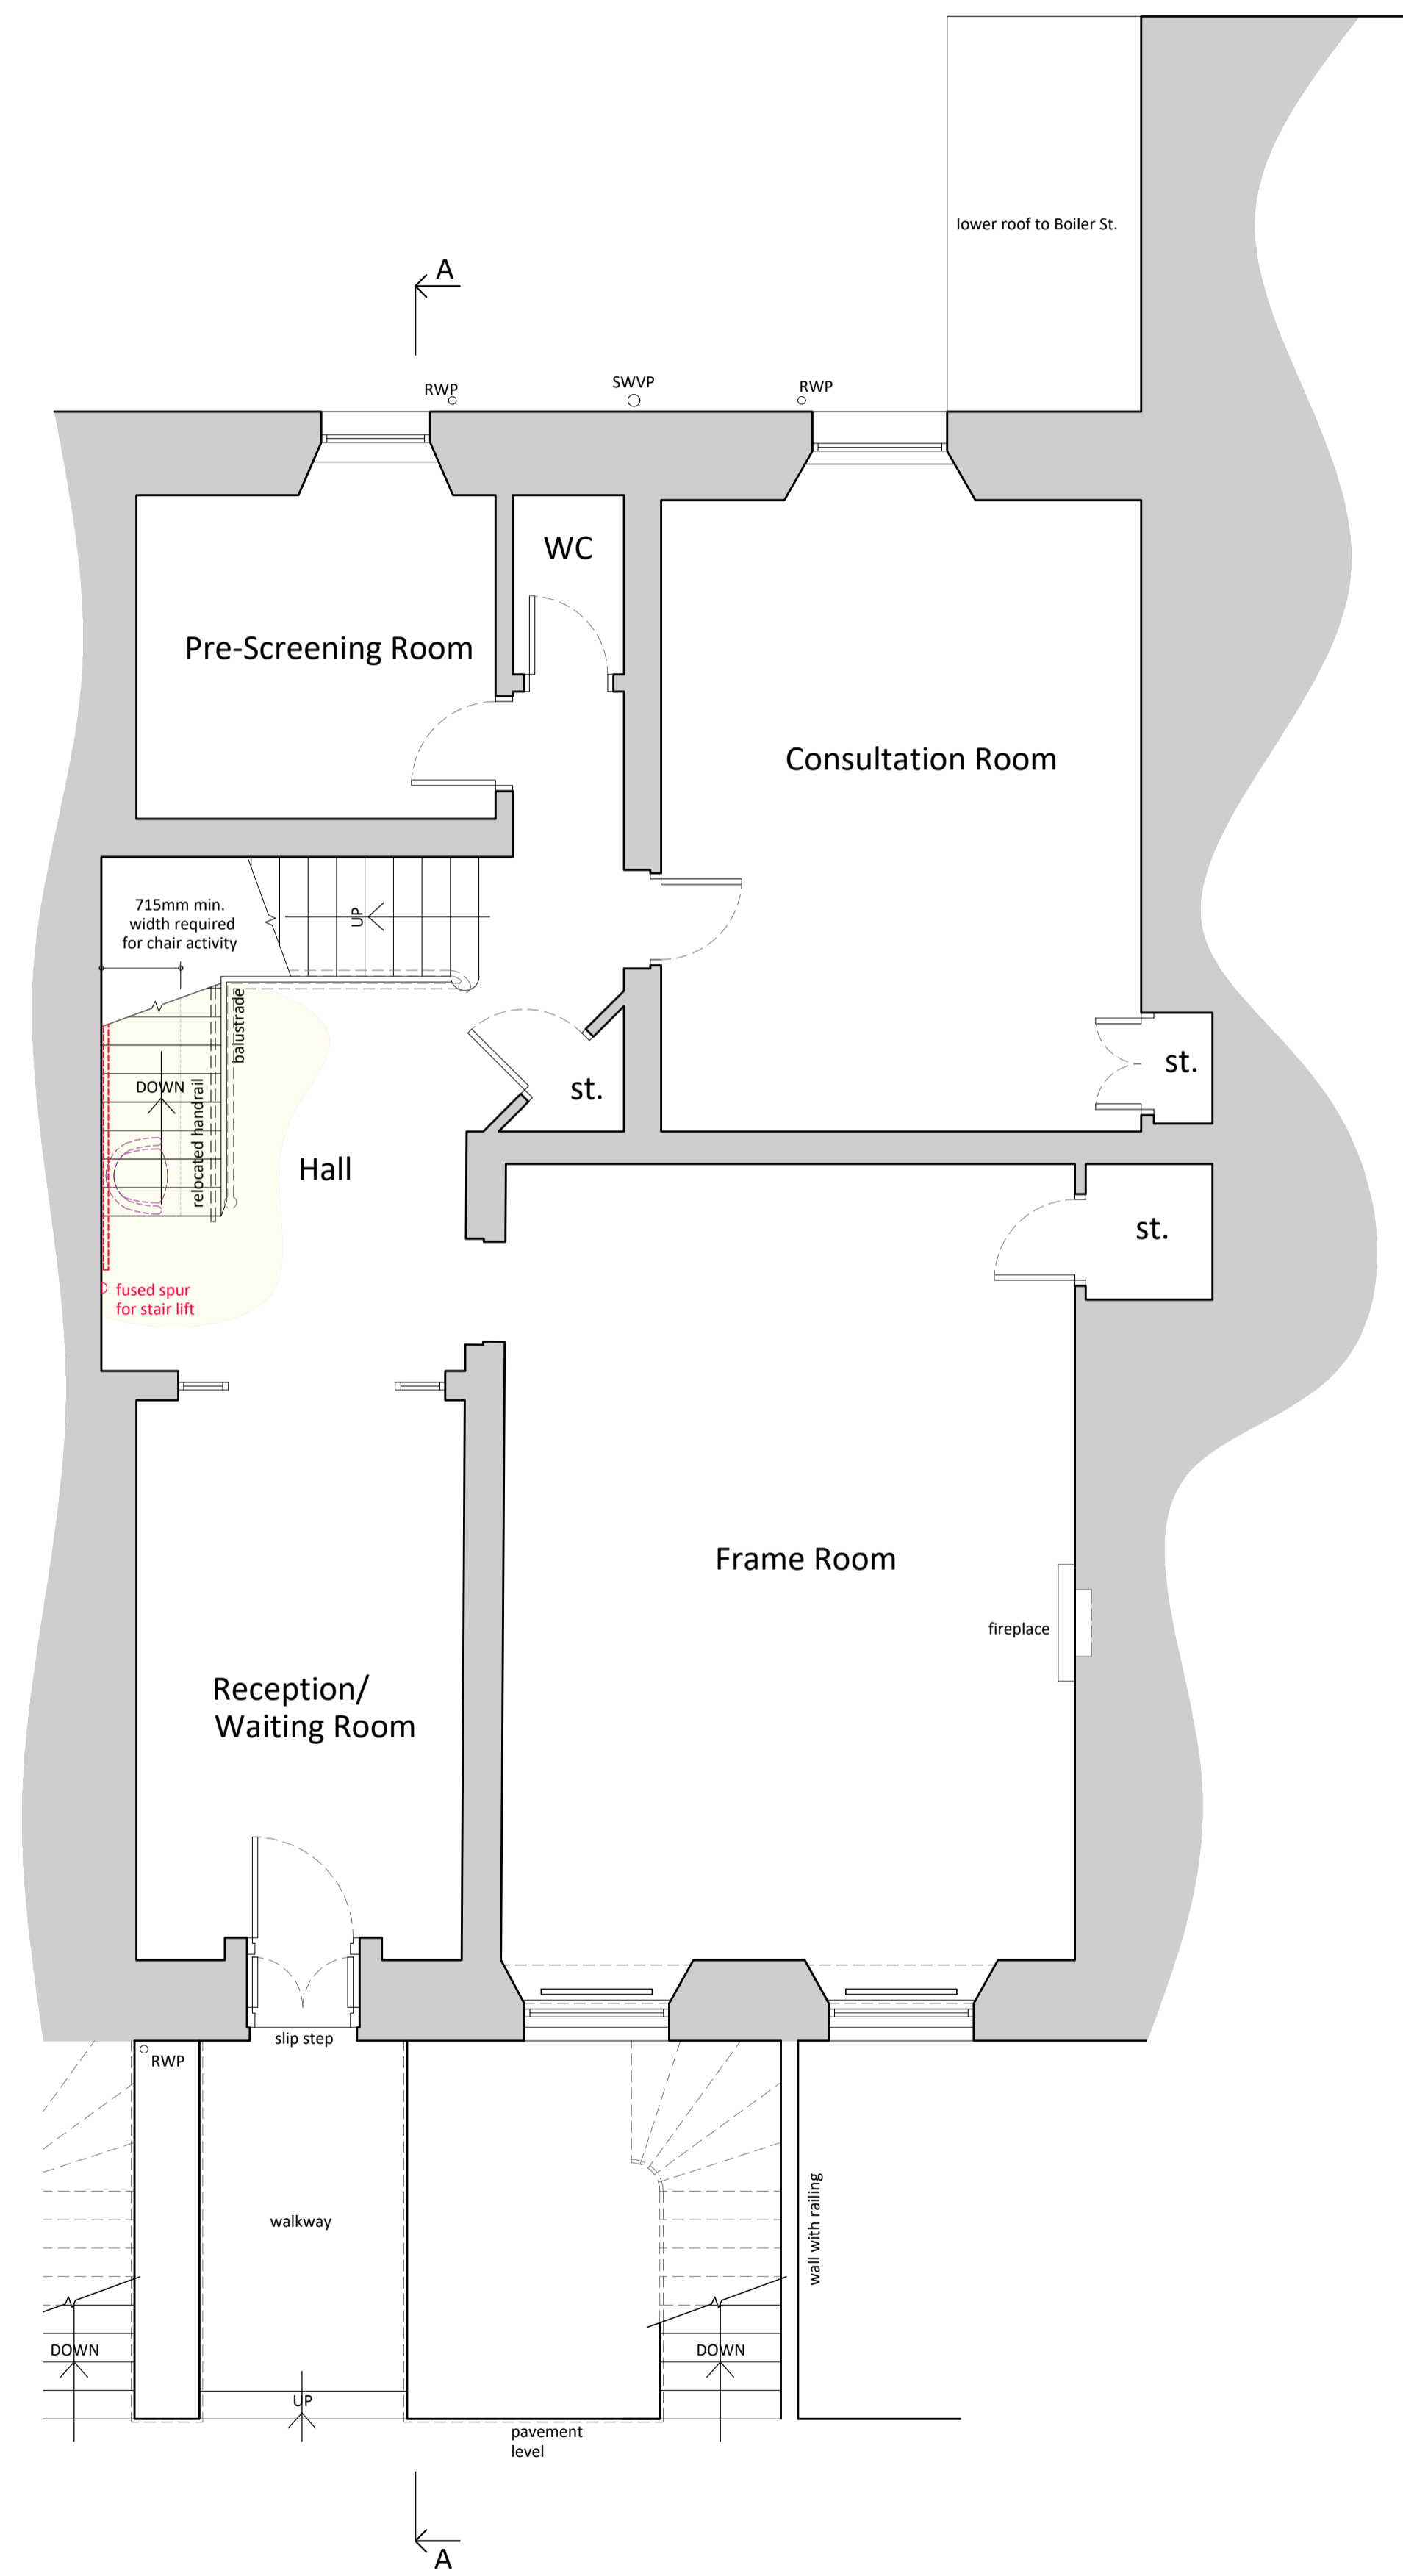 lower roof to Boiler St.
A
RWP
SWVP
RWP
WC
Pre-Screening Room
Consultation Room
715mm min.
width required
for chair activity
UP
balustrade
DOWN
relocated handrail
st.
st.
Hall
st.
fused spur
for stair lift
Frame Room
fireplace
Reception/
Waiting Room
slip step
RWP
walkway
wall with railing
DOWN
DOWN
UP
pavement
level
A